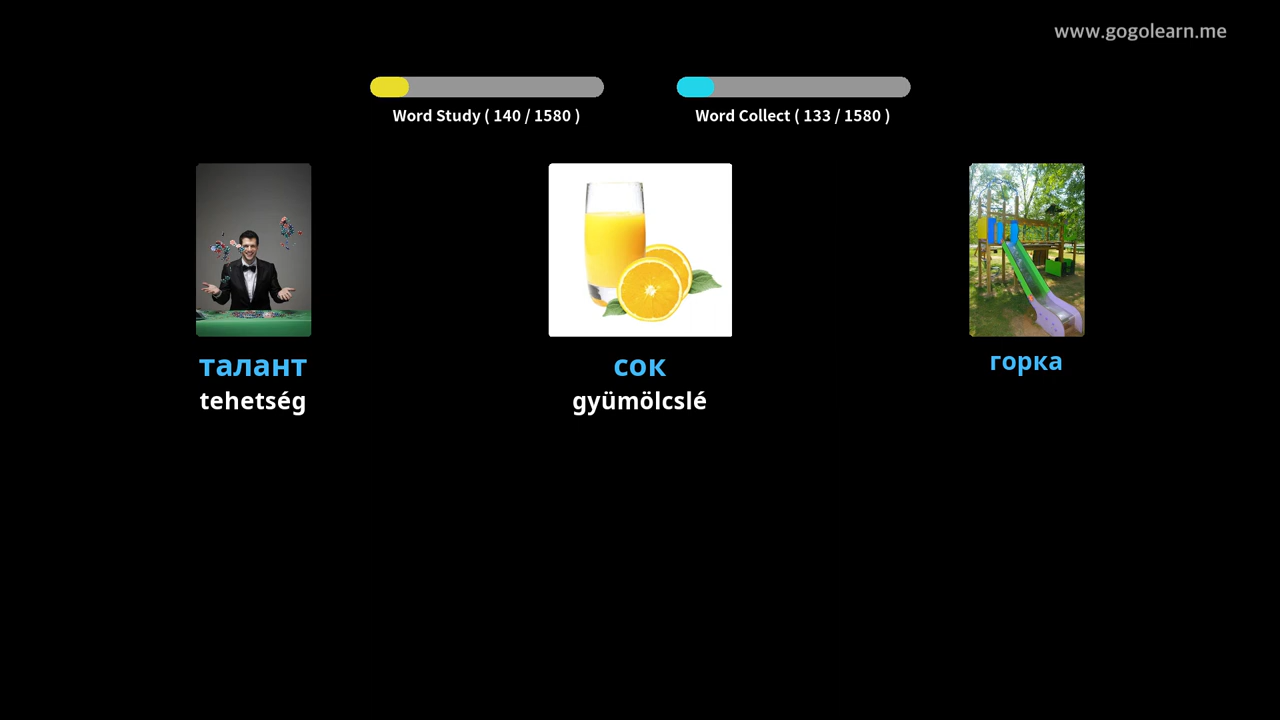 www.gogolearn.me
Word Study ( 140 / 1580 )
Word Collect ( 133 / 1580 )
талант
tehetség
сок
gyümölcslé
горка